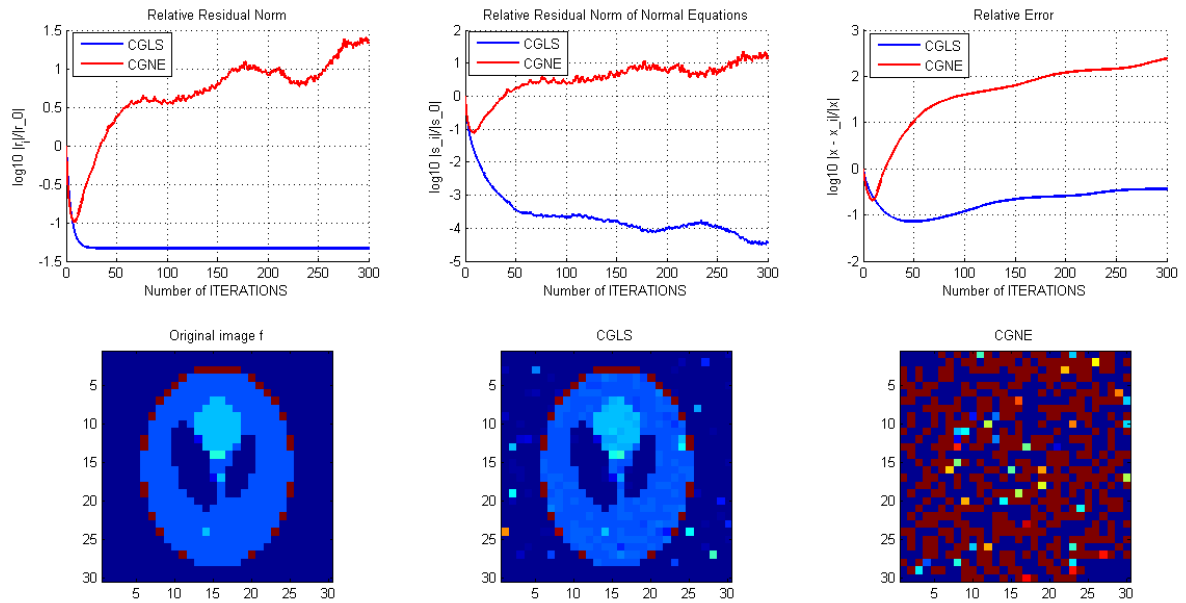 Relative Residual Norm
1.5
1
0.5
0
-0.5
-1
-1.5
log10 |r_i|/|r_0|
CGLS
CGNE
0 50 100 150 200 250 300
Number of ITERATIONS
Relative Residual Norm of Normal Equations
2
1
0
-1
-2
-3
-4
-5
log10 |s_i|/|s_0|
CGLS
CGNE
0 50 100 150 200 250 300
Number of ITERATIONS
Relative Error
3
2
1
0
-1
-2
log10 |x - x_i|/|x|
CGLS
CGNE
0 50 100 150 200 250 300
Number of ITERATIONS
Original image f
5
10
15
20
25
30
5 10 15 20 25 30
CGLS
5
10
15
20
25
30
5 10 15 20 25 30
CGNE
5
10
15
20
25
30
5 10 15 20 25 30